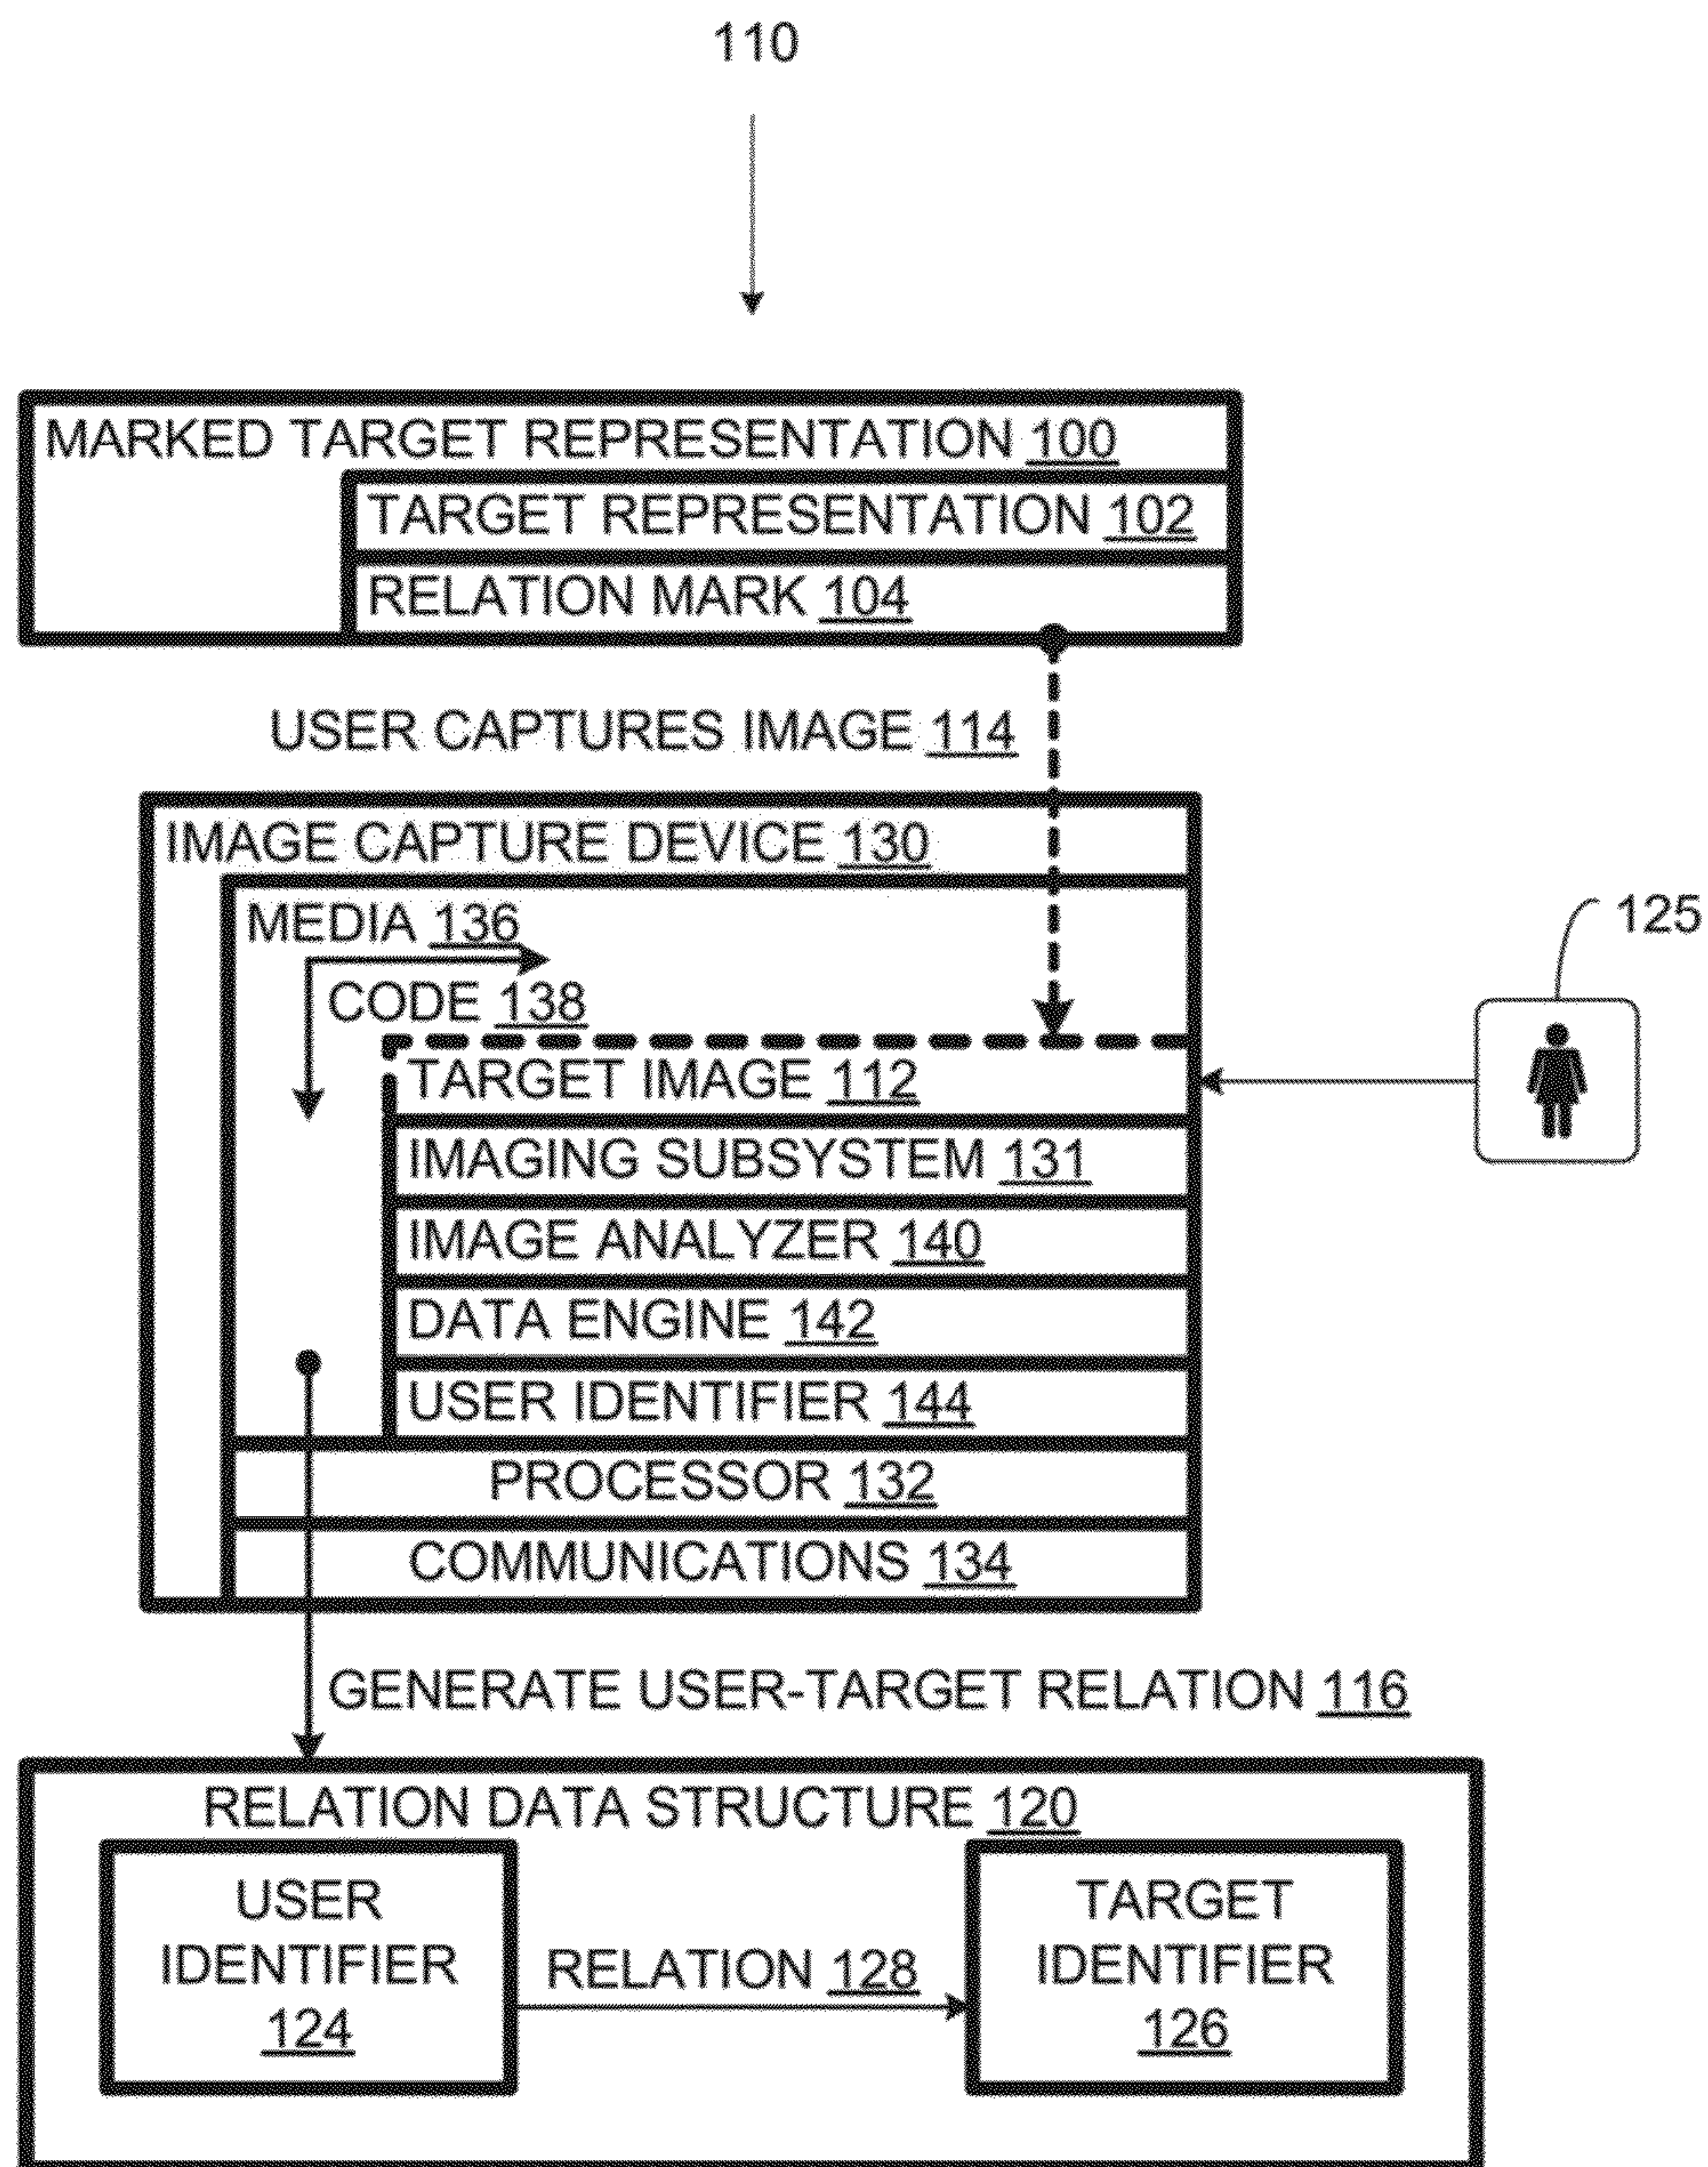 110
MARKED TARGET REPRESENTATION 100
TARGET REPRESENTATION 102
RELATION MARK 104
USER CAPTURES IMAGE 114
IMAGE CAPTURE DEVICE 130
MEDIA 136
125
CODE 138
TARGET IMAGE 112
IMAGING SUBSYSTEM 131
IMAGE ANALYZER 140
DATA ENGINE 142
USER IDENTIFIER 144
PROCESSOR 132
COMMUNICATIONS 134
GENERATE USER-TARGET RELATION 116
RELATION DATA STRUCTURE 120
USER
IDENTIFIER
124
RELATION 128
TARGET
IDENTIFIER
126